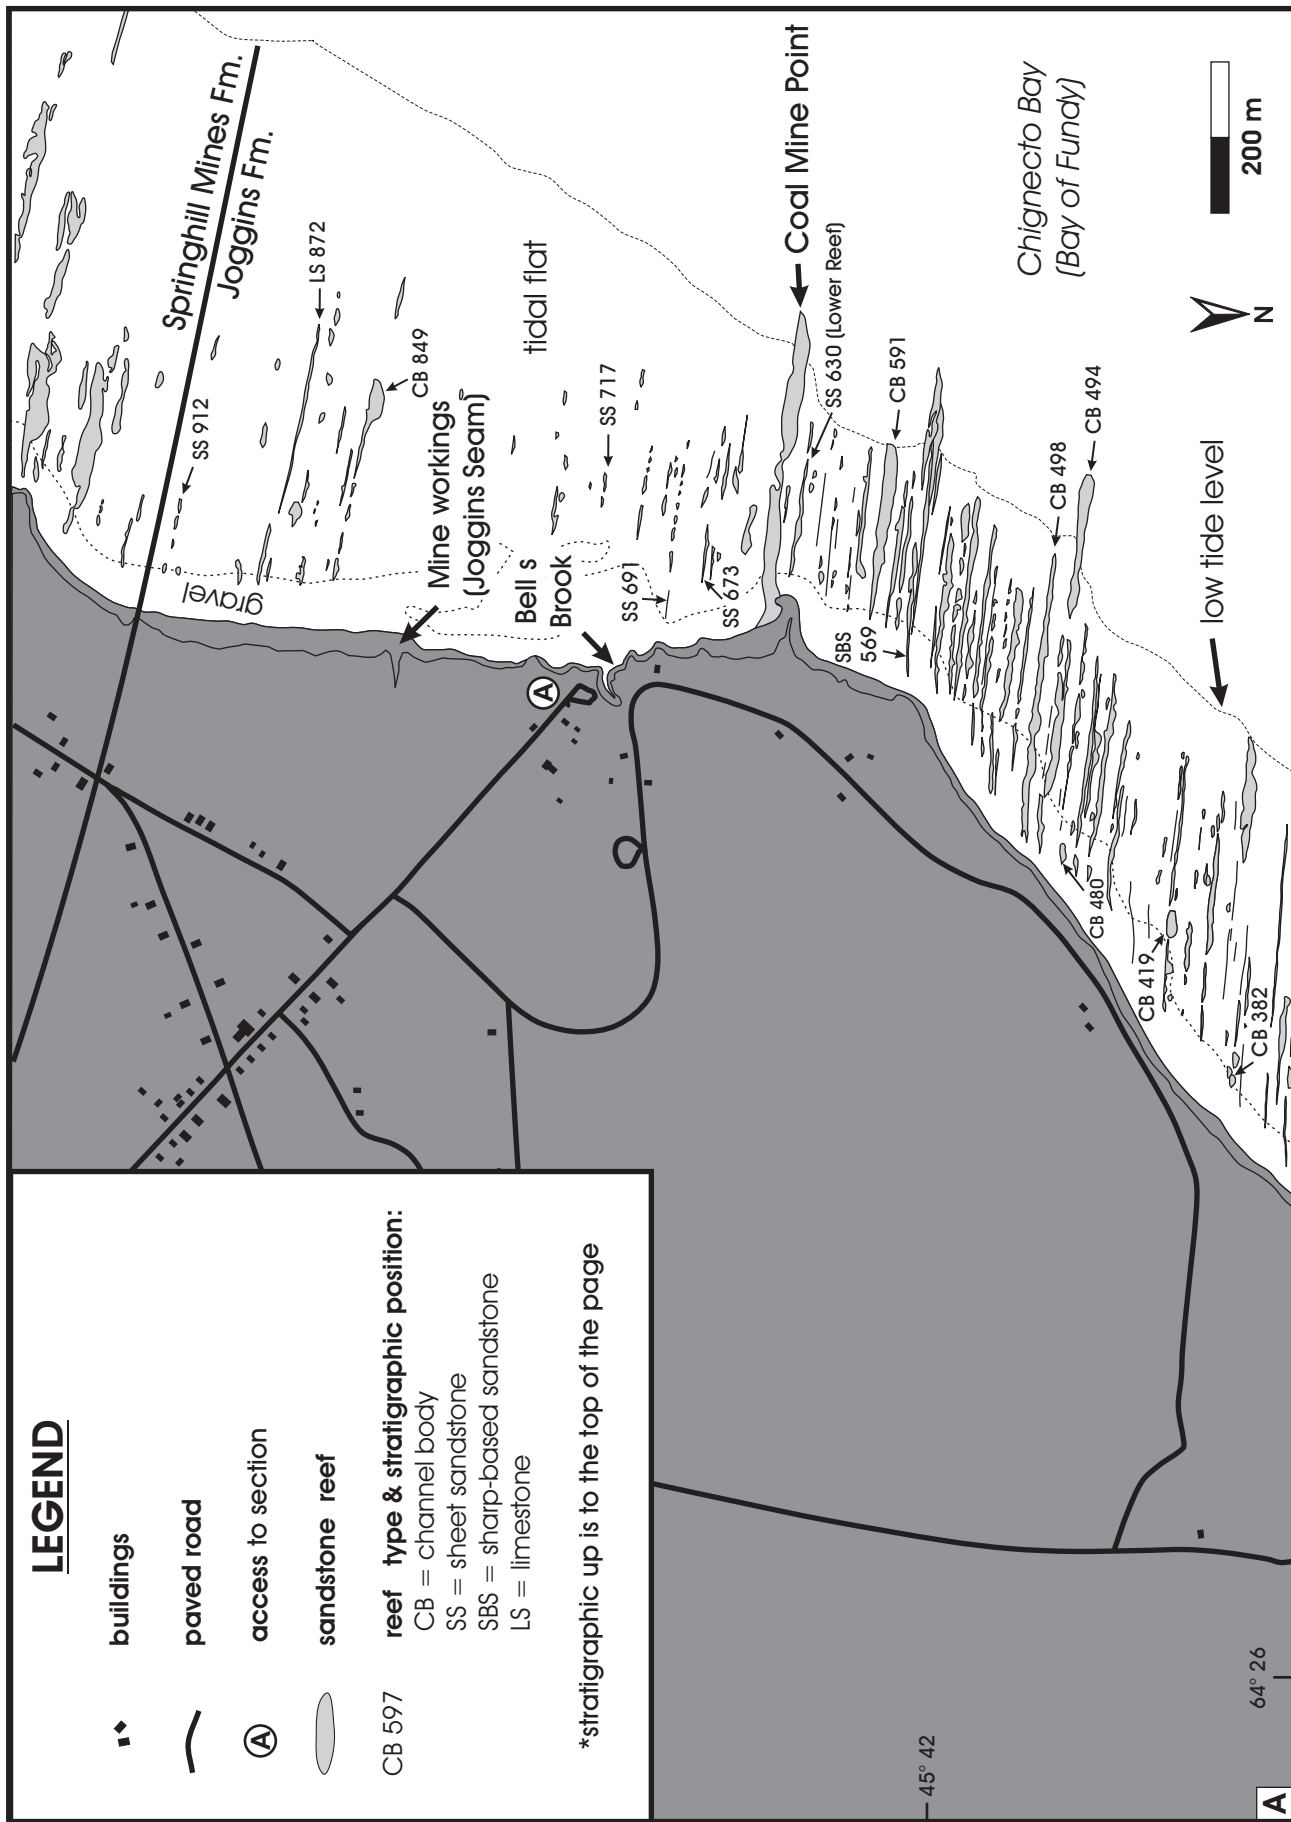 LEGEND
buildings
paved road
A
access to section
sandstone reef
CB 597
reef type & stratigraphic position:
CB = channel body
SS = sheet sandstone
SBS = sharp-based sandstone
LS = limestone
*stratigraphic up is to the top of the page
Springhill Mines Fm.
Joggins Fm.
SS 912
LS 872
CB 849
gravel
tidal flat
Mine workings
(Joggins Seam)
A
Bell s
Brook
SS 717
SS 691
SS 673
Coal Mine Point
SS 630 (Lower Reef)
CB 591
SBS
569
CB 498
CB 494
CB 480
CB 419
CB 382
low tide level
Chignecto Bay
(Bay of Fundy)
N
200 m
45° 42
64° 26
A